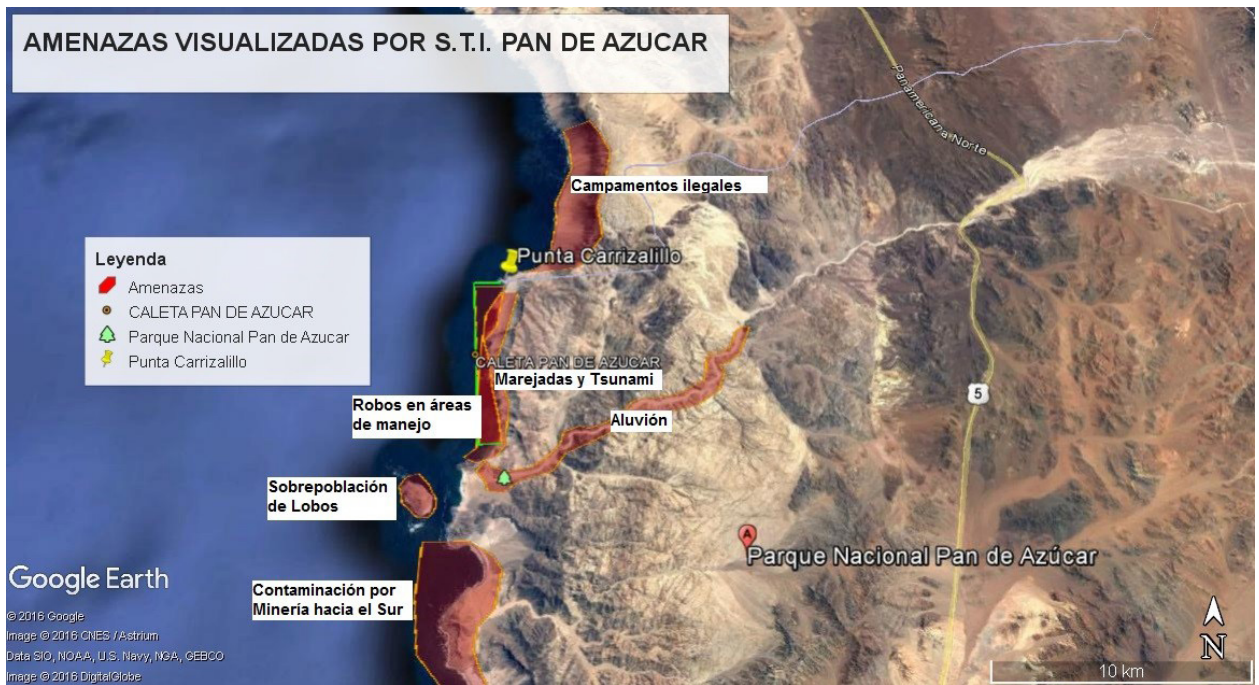 AMENAZAS VISUALIZADAS POR S.T.I. PAN DE AZUCAR
Panamericana Norte
Campamentos ilegales
Punta Carrizalillo
Leyenda
Amenazas
CALETA PAN DE AZUCAR
Parque Nacional Pan de Azucar
Punta Carrizalillo
CALETA PAN DE AZUCAR
Marejadas y Tsunami
5
Robos en áreas
de manejo
Aluvión
Sobrepoblación
de Lobos
A
Parque Nacional Pan de Azúcar
Google Earth
Contaminación por
Minería hacia el Sur
© 2016 Google
Image © 2016 CNES / Astrium
Data SIO, NOAA, U.S. Navy, NGA, GEBCO
Image © 2016 DigitalGlobe
N
10 km